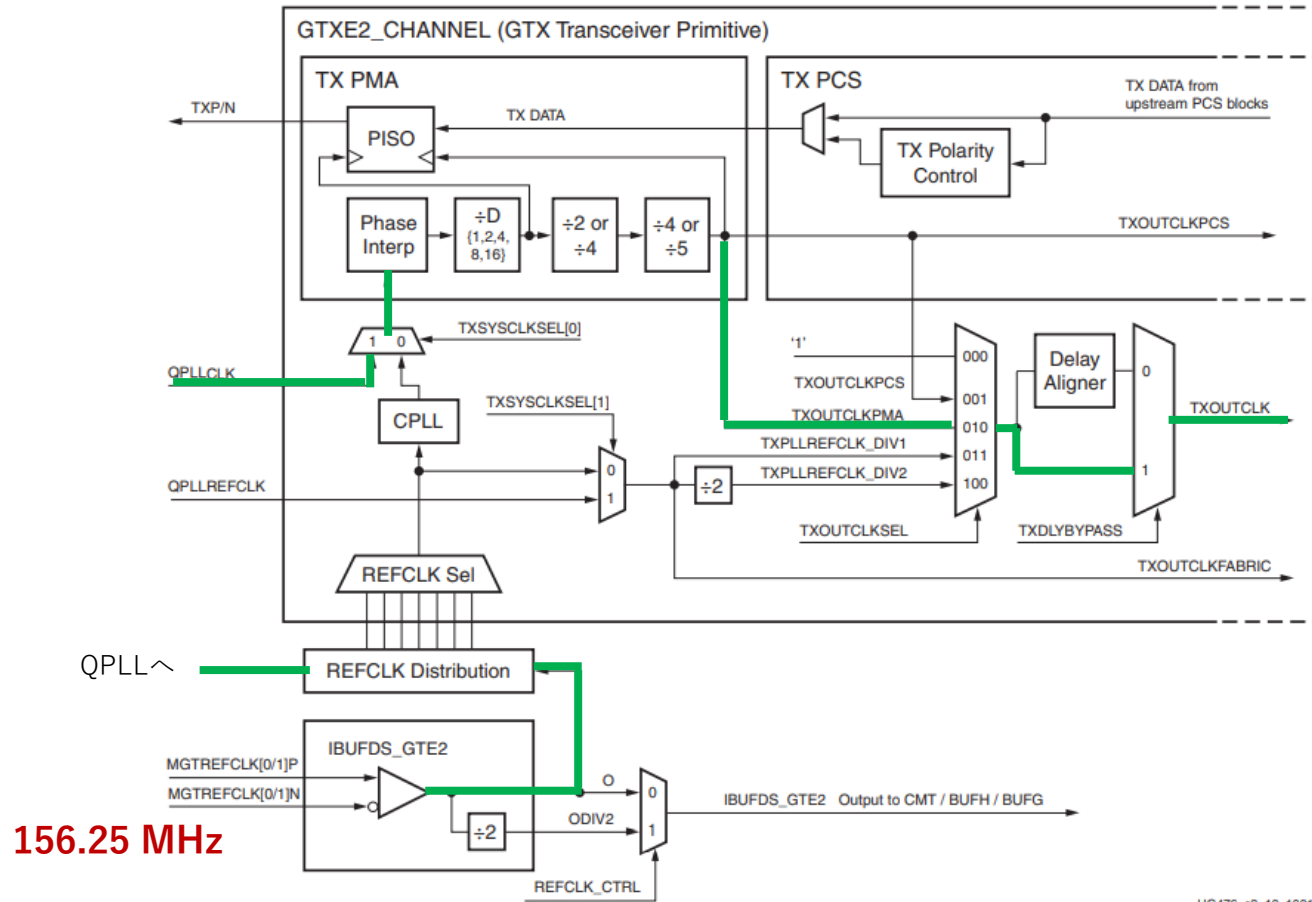 GTXE2_CHANNEL (GTX Transceiver Primitive)
TX PMA
TX PCS
TX DATA from
upstream PCS blocks
TXP/N
TX DATA
PISO
TX Polarity
Control
Phase
Interp
÷D
{1,2,4,
8,16}
÷2 or
÷4
÷4 or
÷5
TXOUTCLKPCS
TXSYSCLKSEL[0]
1 0
QPLLCLK
CPLL
TXSYSCLKSEL[1]
QPLLREFCLK
0
1
÷2
'1'
TXOUTCLKPCS
TXOUTCLKPMA
TXPLLREFCLK_DIV1
TXPLLREFCLK_DIV2
000
001
010
011
100
Delay
Aligner
0
1
TXOUTCLK
TXOUTCLKSEL
TXDLYBYPASS
TXOUTCLKFABRIC
REFCLK Sel
QPLLへ
REFCLK Distribution
IBUFDS_GTE2
MGTREFCLK[0/1]P
MGTREFCLK[0/1]N
÷2
O
ODIV2
0
1
IBUFDS_GTE2 Output to CMT / BUFH / BUFG
156.25 MHz
REFCLK_CTRL